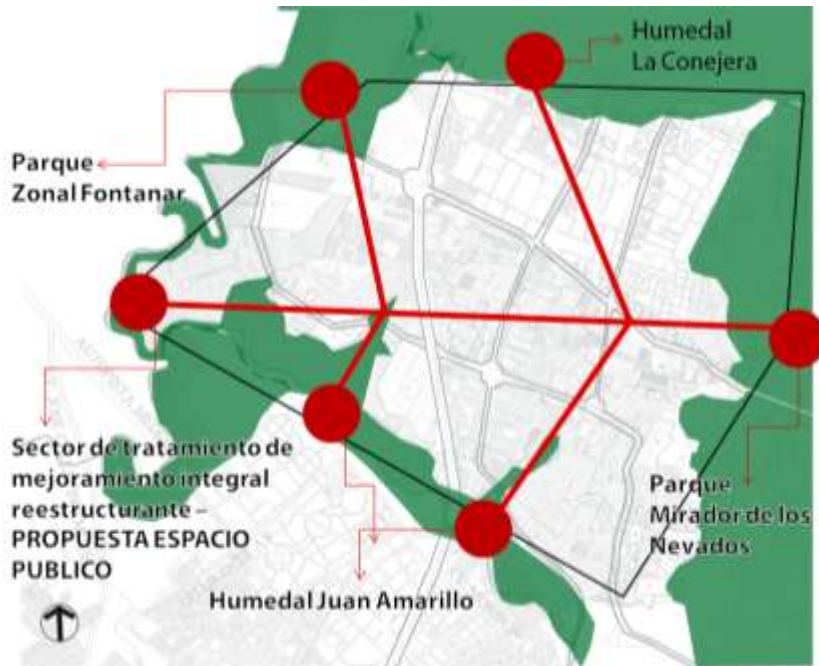 Humedal
La Conejera
Parque
Zonal Fontanar
Sector de tratamiento de
mejoramiento integral
reestructurante –
PROPUESTA ESPACIO
PUBLICO
Parque
Mirador de los
Nevados
Humedal Juan Amarillo